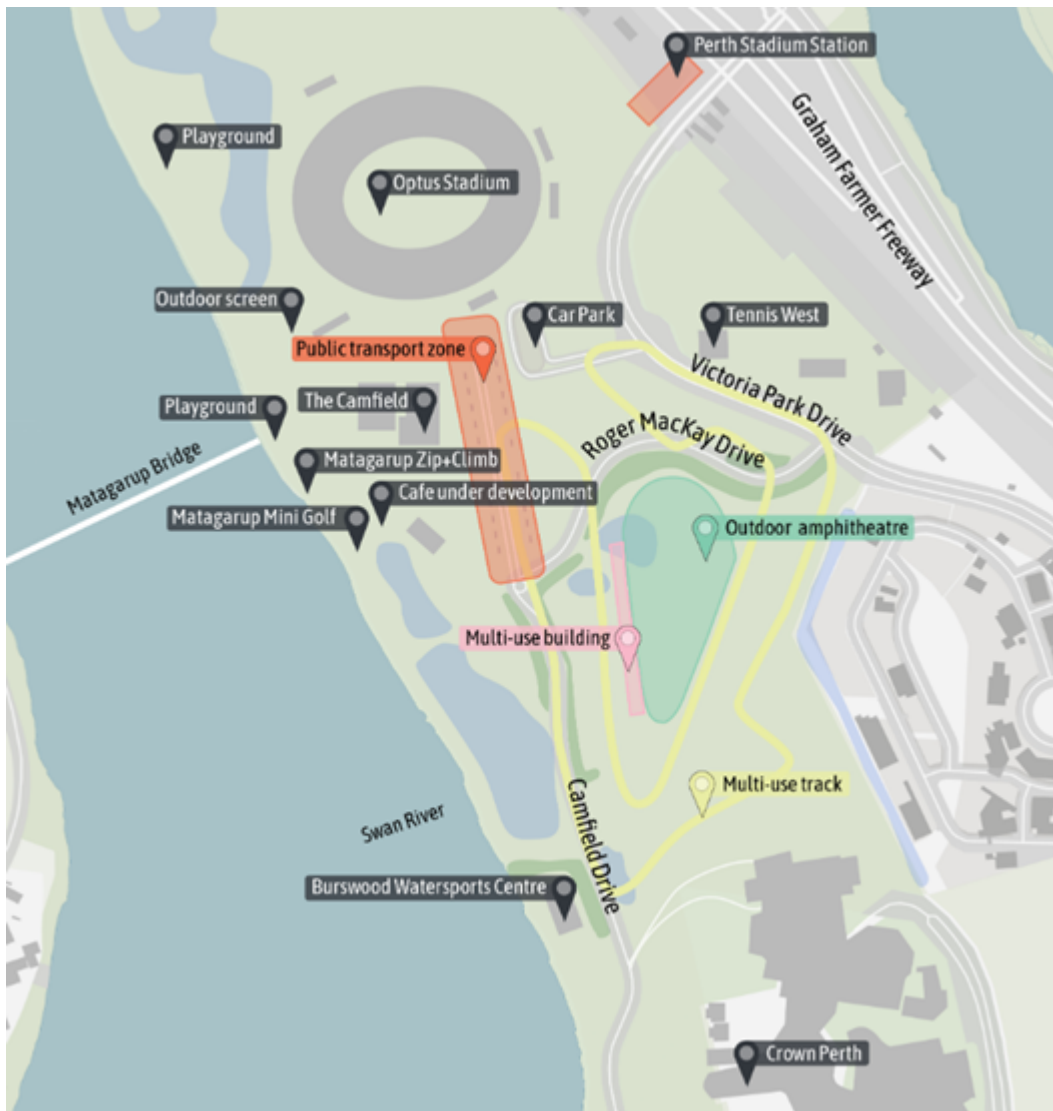 Perth Stadium Station
Graham Farmer Freeway
Playground
Optus Stadium
Outdoor screen
Car Park
Tennis West
Public transport zone
Victoria Park Drive
The Camfield
Playground
Roger MacKay Drive
Matagarup Bridge
Matagarup Zip+Climb
Cafe under development
Matagarup Mini Golf
Outdoor amphitheatre
Multi-use building
Multi-use track
Swan River
Camfield Drive
Burswood Watersports Centre
Crown Perth